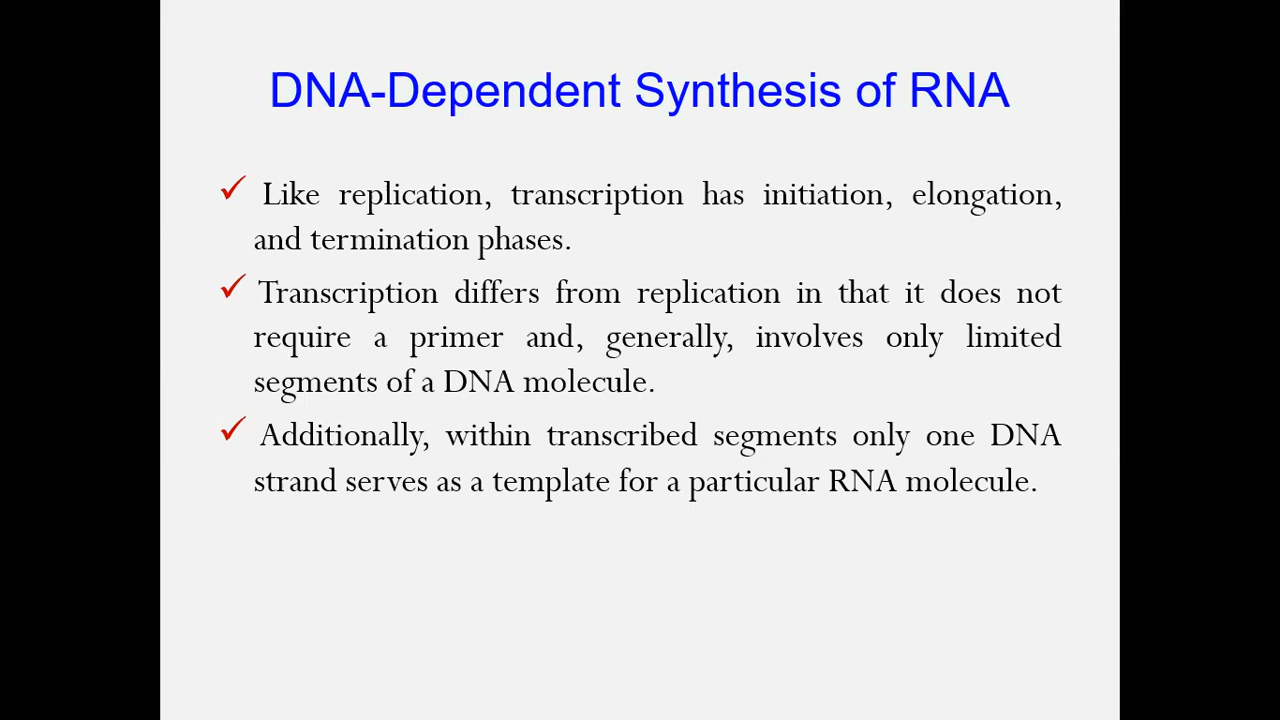 DNA-Dependent Synthesis of RNA
✓ Like replication, transcription has initiation, elongation,
and termination phases.
✓ Transcription differs from replication in that it does not
require a primer and, generally, involves only limited
segments of a DNA molecule.
✓ Additionally, within transcribed segments only one DNA
strand serves as a template for a particular RNA molecule.